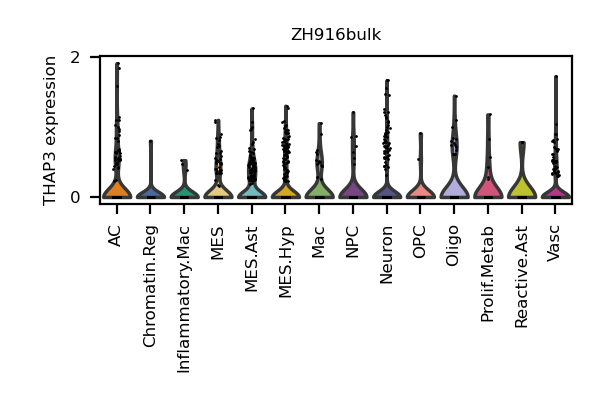 ZH916bulk
THAP3 expression
2
0
AC
Chromatin.Reg
Inflammatory.Mac
MES
MES.Ast
MES.Hyp
Mac
NPC
Neuron
OPC
Oligo
Prolif.Metab
Reactive.Ast
Vasc